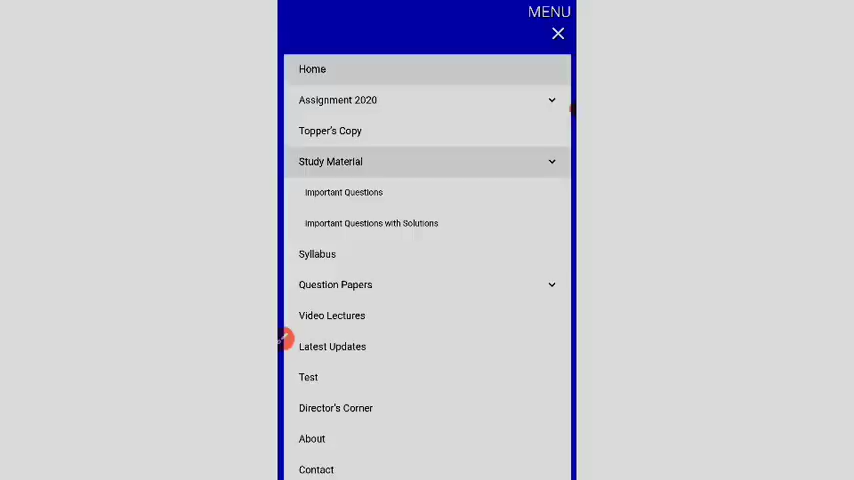 MENU
Home
Assignment 2020
Topper's Copy
Study Material
Important Questions
Important Questions with Solutions
Syllabus
Question Papers
Video Lectures
Latest Updates
Test
Director's Corner
About
Contact